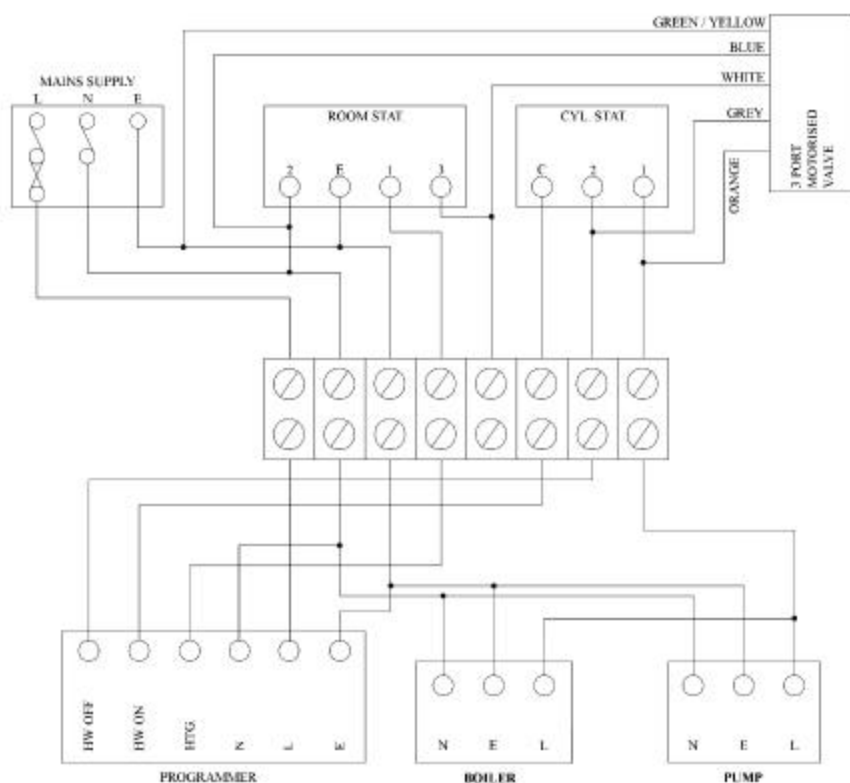 GREEN / YELLOW
BLUE
WHITE
GREY
ORANGE
3 PORT
MOTORISED
VALVE
MAINS SUPPLY
L N E
ROOM STAT.
2 E 1 3
CYL. STAT.
C 2 1
HW OFF
HW ON
HTG.
N
L
E
PROGRAMMER
N E L
BOILER
N E L
PUMP